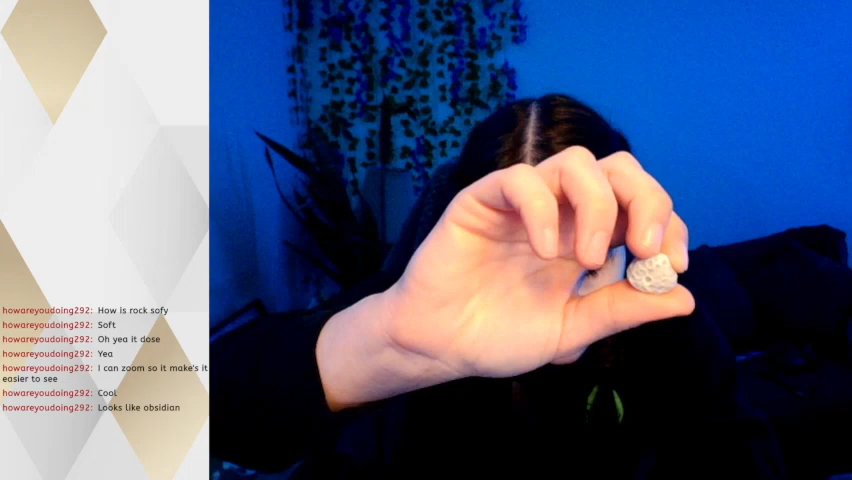 howareyoudoing292: How is rock sofy
howareyoudoing292: Soft
howareyoudoing292: Oh yea it dose
howareyoudoing292: Yea
howareyoudoing292: I can zoom so it make's it
easier to see
howareyoudoing292: Cool
howareyoudoing292: Looks like obsidian